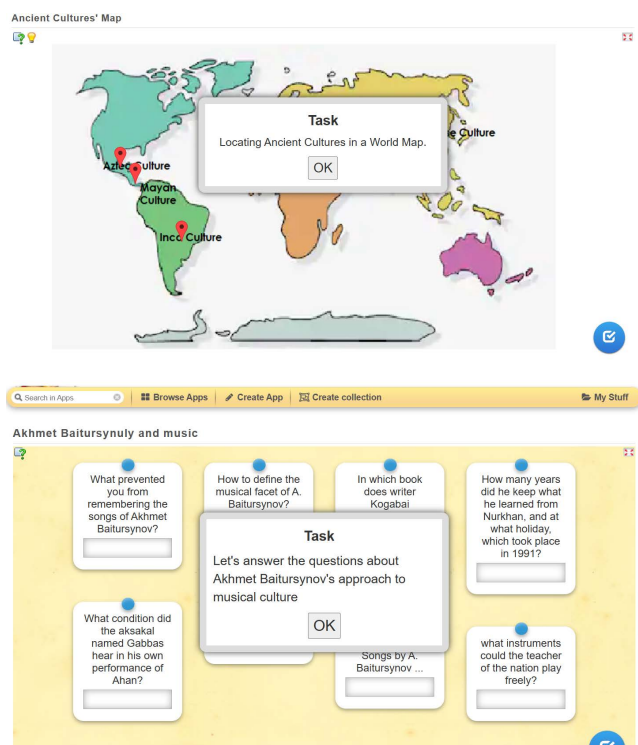 Ancient Cultures' Map
Task
Locating Ancient Cultures in a World Map.
OK
e Culture
Aztec Culture
Mayan
Culture
Inca Culture
Search in Apps
Browse Apps
Create App
Create collection
My Stuff
Akhmet Baitursynuly and music
What prevented
you from
remembering the
songs of Akhmet
Baitursynov?
How to define the
musical facet of A.
Baitursynov?
In which book
does writer
Kogabai
How many years
did he keep what
he learned from
Nurkhan, and at
what holiday,
which took place
in 1991?
Task
Let's answer the questions about
Akhmet Baitursynov's approach to
musical culture
OK
What condition did
the aksakal
named Gabbas
hear in his own
performance of
Ahan?
Songs by A.
Baitursynov ...
what instruments
could the teacher
of the nation play
freely?